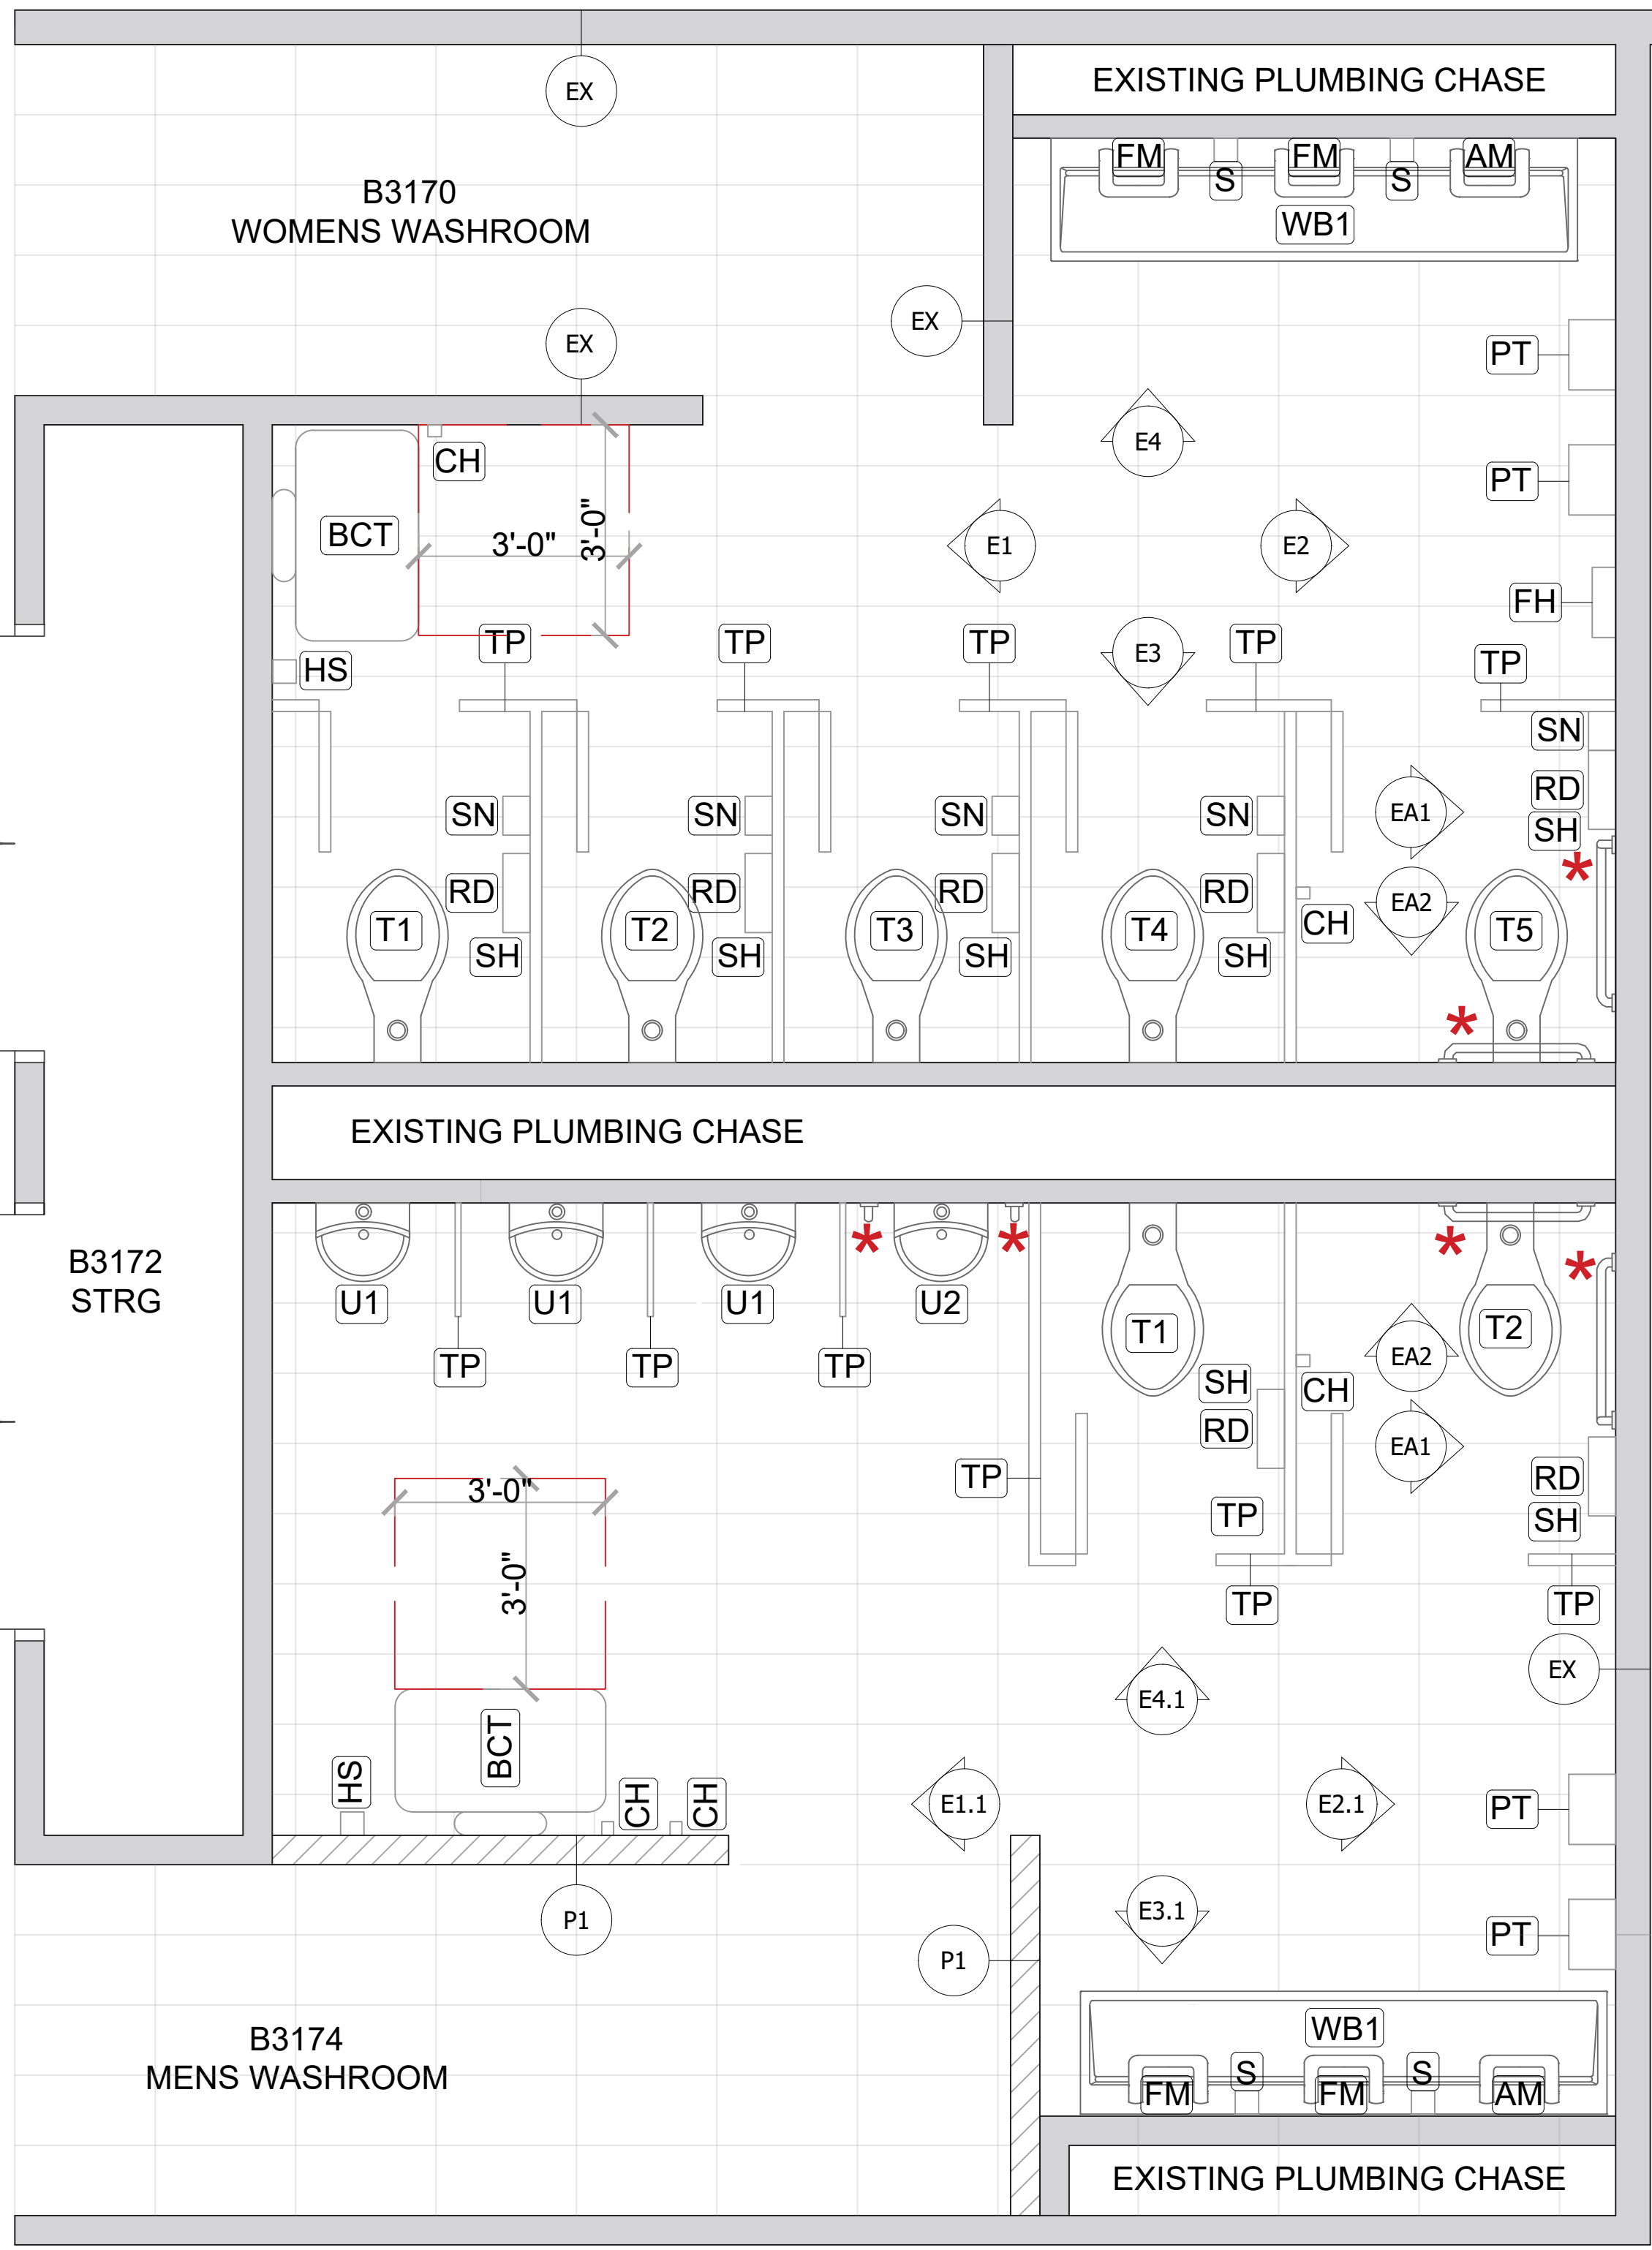 EX
EXISTING PLUMBING CHASE
FM
FM
AM
S
S
B3170
WOMENS WASHROOM
WB1
EX
EX
PT
E4
CH
PT
BCT
3'-0"
3'-0"
E1
E2
FH
TP
TP
TP
E3
TP
TP
HS
SN
SN
SN
SN
SN
RD
EA1
SH
*
RD
RD
RD
RD
EA2
CH
T1
T2
T3
T4
T5
SH
SH
SH
SH
*
EXISTING PLUMBING CHASE
B3172
STRG
*
*
*
*
U1
U1
U1
U2
T1
T2
TP
TP
TP
EA2
SH
CH
RD
EA1
TP
RD
3'-0"
3'-0"
TP
SH
TP
TP
EX
E4.1
BCT
HS
CH
CH
E1.1
E2.1
PT
P1
E3.1
P1
PT
B3174
MENS WASHROOM
WB1
S
S
FM
FM
AM
EXISTING PLUMBING CHASE